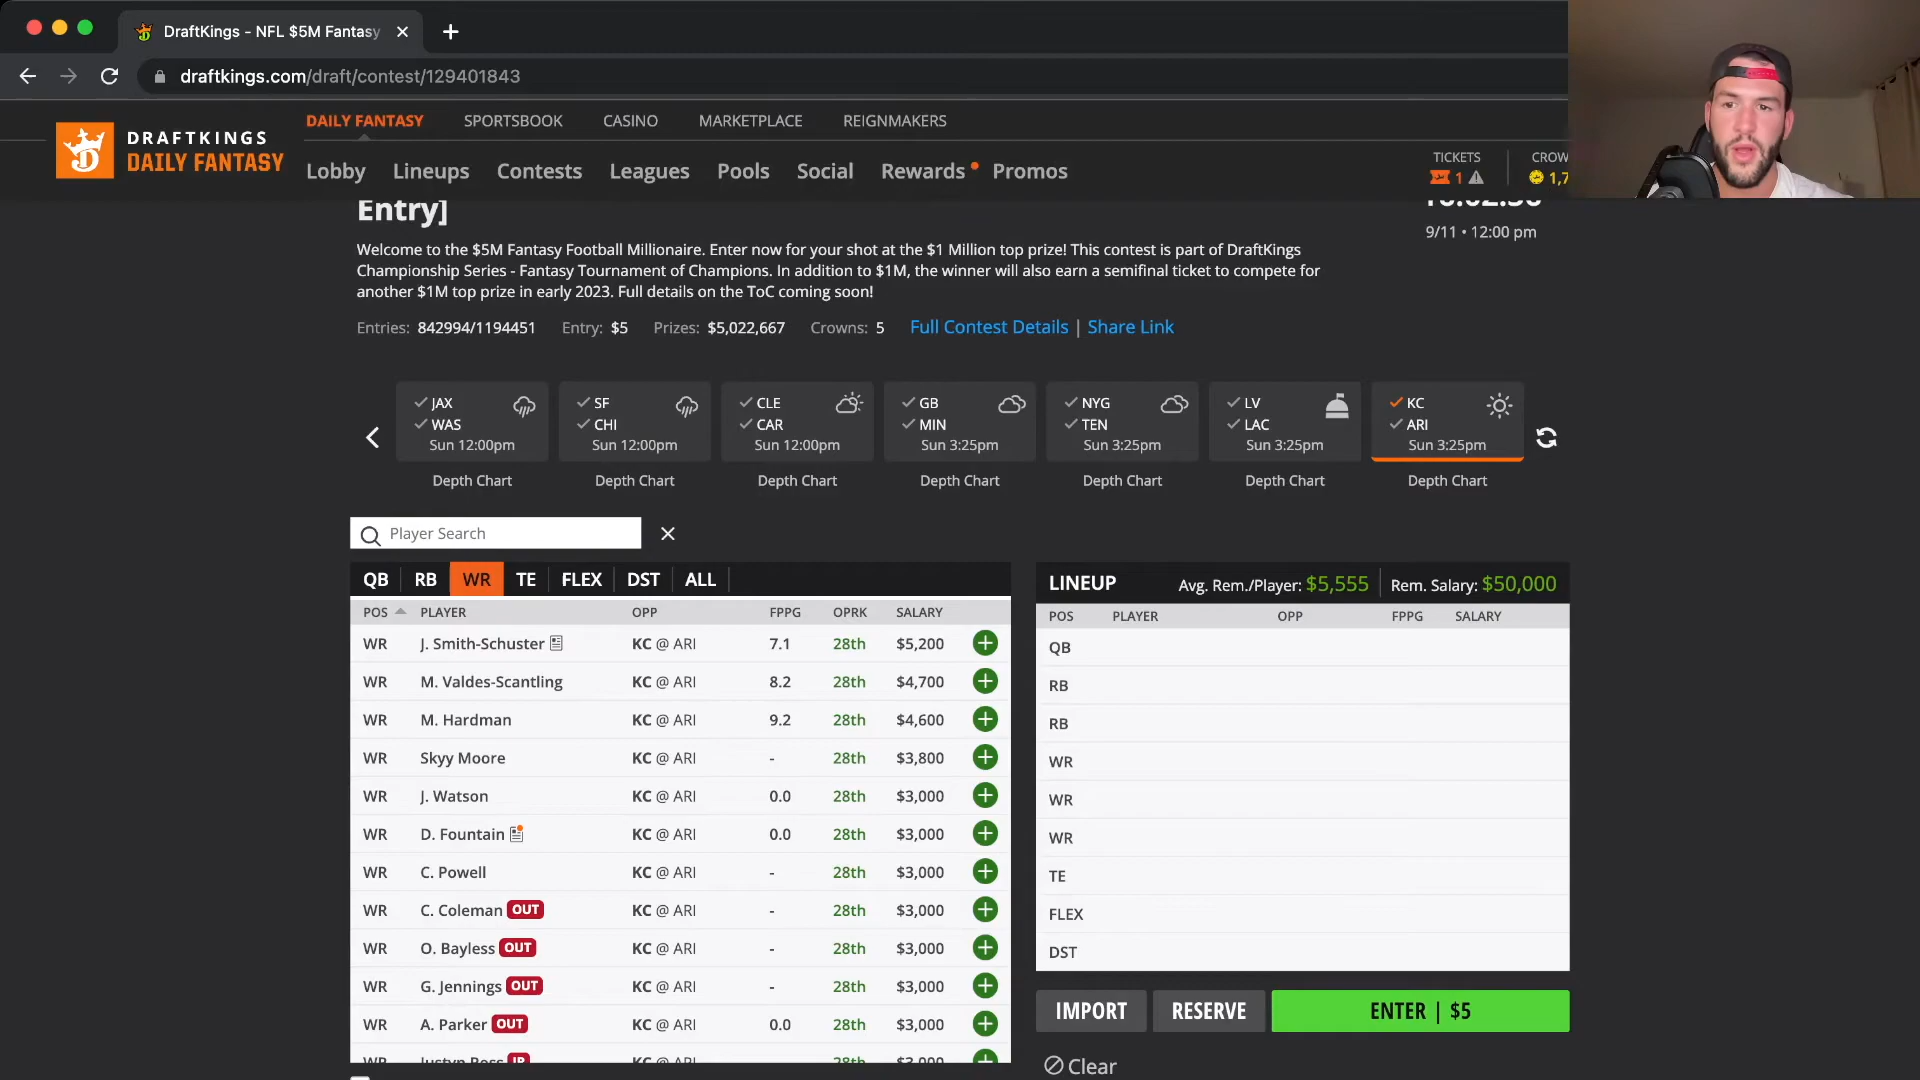 DraftKings - NFL $5M Fantasy
draftkings.com/draft/contest/129401843
DRAFTKINGS
DAILY FANTASY
DAILY FANTASY SPORTSBOOK CASINO MARKETPLACE REIGNMAKERS
Lobby Lineups Contests Leagues Pools Social Rewards Promos
TICKETS
1
CROW
1,7
Entry]
9/11 • 12:00 pm
Welcome to the $5M Fantasy Football Millionaire. Enter now for your shot at the $1 Million top prize! This contest is part of DraftKings
Championship Series - Fantasy Tournament of Champions. In addition to $1M, the winner will also earn a semifinal ticket to compete for
another $1M top prize in early 2023. Full details on the ToC coming soon!
Entries: 842994/1194451 Entry: $5 Prizes: $5,022,667 Crowns: 5 Full Contest Details | Share Link
JAX
WAS
Sun 12:00pm
Depth Chart
SF
CHI
Sun 12:00pm
Depth Chart
CLE
CAR
Sun 12:00pm
Depth Chart
GB
MIN
Sun 3:25pm
Depth Chart
NYG
TEN
Sun 3:25pm
Depth Chart
LV
LAC
Sun 3:25pm
Depth Chart
KC
ARI
Sun 3:25pm
Depth Chart
Player Search
QB RB WR TE FLEX DST ALL
POS PLAYER OPP FPPG OPRK SALARY
WR J. Smith-Schuster KC @ ARI 7.1 28th $5,200
WR M. Valdes-Scantling KC @ ARI 8.2 28th $4,700
WR M. Hardman KC @ ARI 9.2 28th $4,600
WR Skyy Moore KC @ ARI - 28th $3,800
WR J. Watson KC @ ARI 0.0 28th $3,000
WR D. Fountain KC @ ARI 0.0 28th $3,000
WR C. Powell KC @ ARI - 28th $3,000
WR C. Coleman OUT KC @ ARI - 28th $3,000
WR O. Bayless OUT KC @ ARI - 28th $3,000
WR G. Jennings OUT KC @ ARI - 28th $3,000
WR A. Parker OUT KC @ ARI 0.0 28th $3,000
WR Justyn Ross IR KC @ ARI 28th $3,000
LINEUP Avg. Rem./Player: $5,555 Rem. Salary: $50,000
POS PLAYER OPP FPPG SALARY
QB
RB
RB
WR
WR
WR
TE
FLEX
DST
IMPORT RESERVE ENTER | $5
Clear